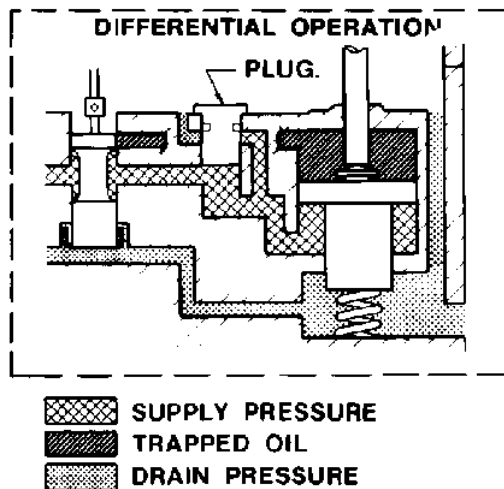 DIFFERENTIAL OPERATION
PLUG.
SUPPLY PRESSURE
TRAPPED OIL
DRAIN PRESSURE